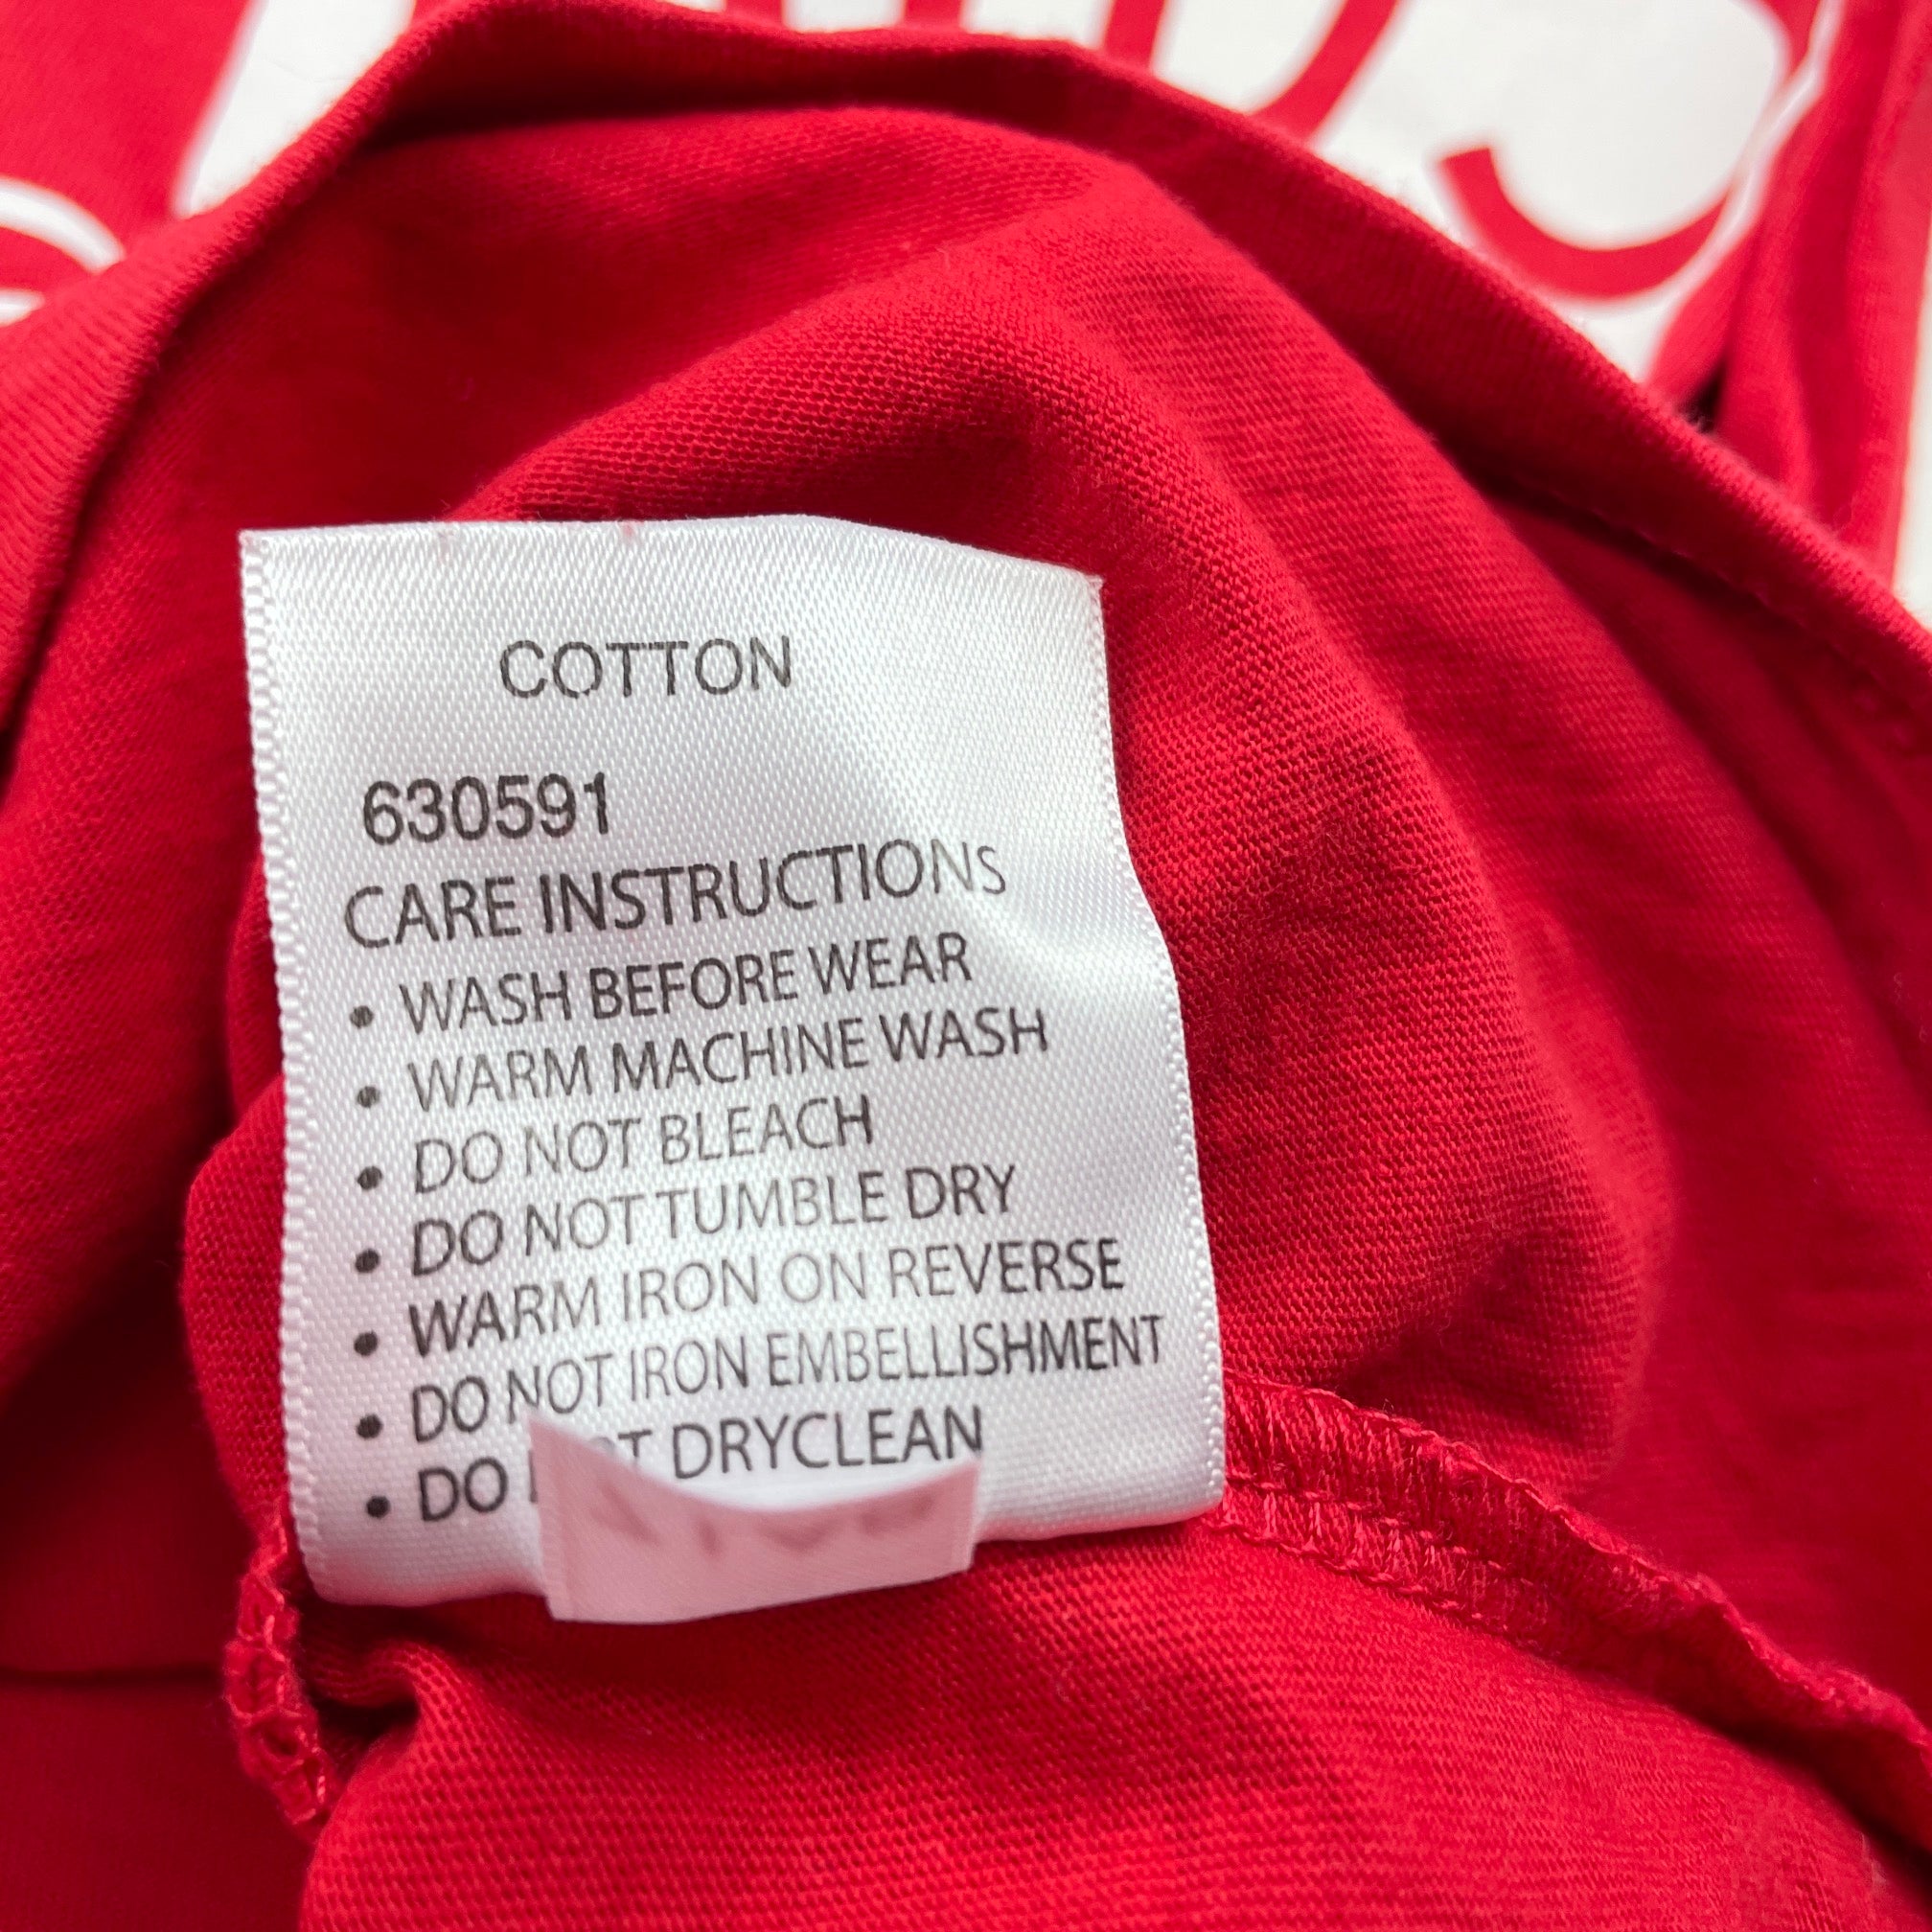 COTTON
630591
CARE INSTRUCTIONS
• WASH BEFORE WEAR
• WARM MACHINE WASH
• DO NOT BLEACH
• DO NOT TUMBLE DRY
• WARM IRON ON REVERSE
• DO NOT IRON EMBELLISHMENT
• DO NOT DRYCLEAN